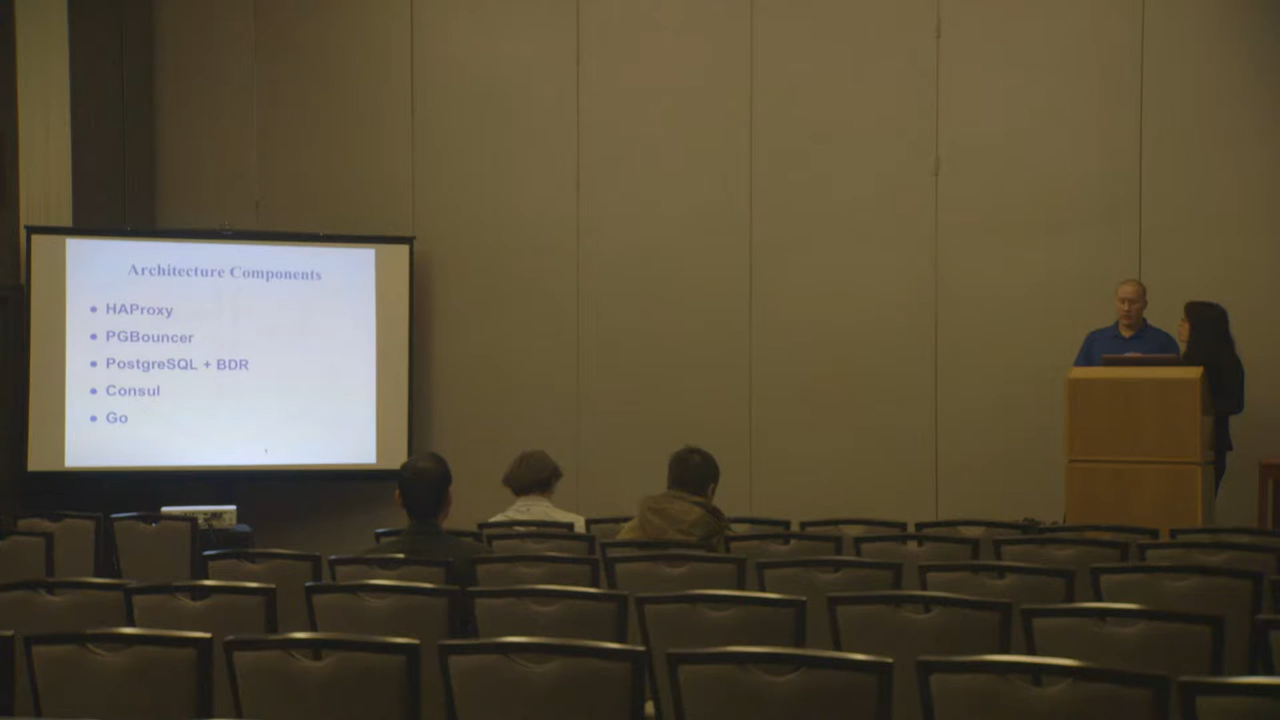 Architecture Components
HAProxy
PGBouncer
PostgreSQL + BDR
Consul
Go